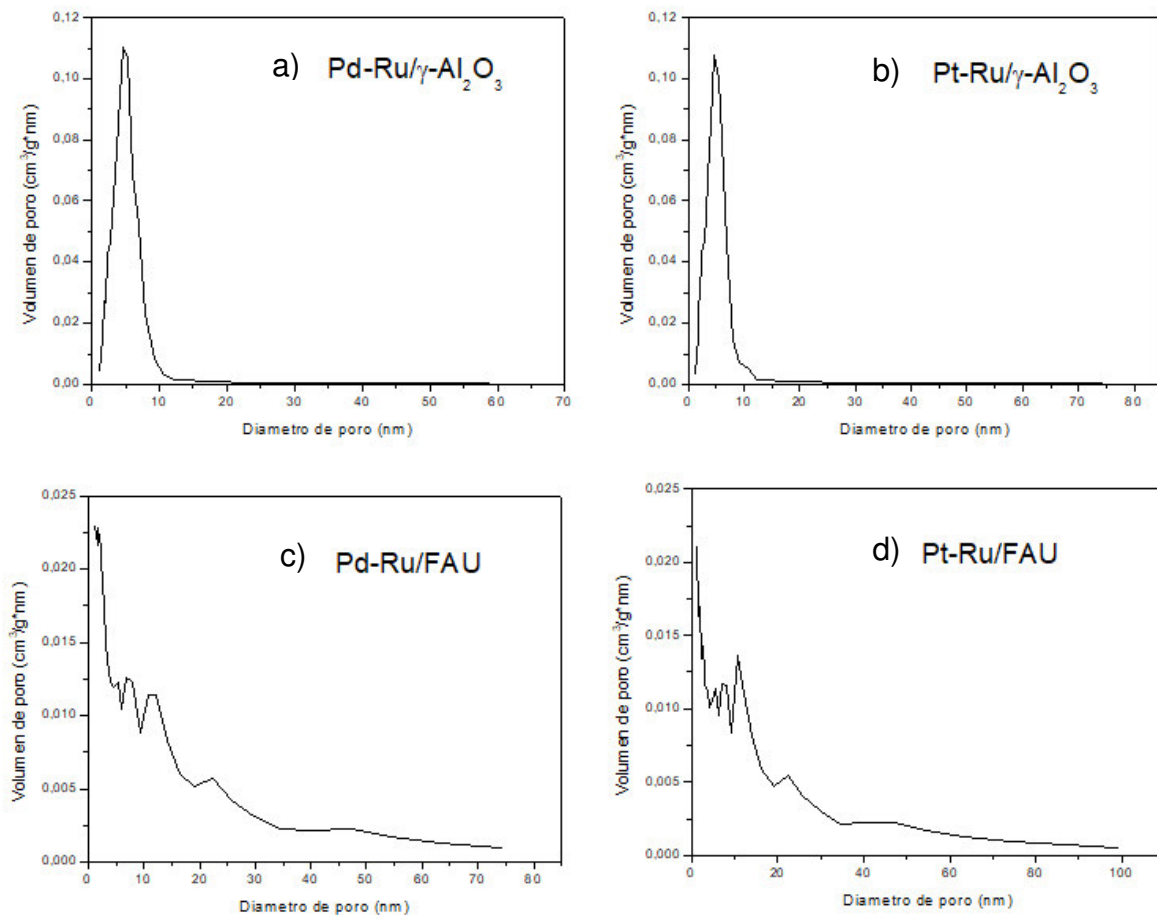 a) Pd-Ru/γ-Al₂O₃
0,12
0,10
0,08
0,06
0,04
0,02
0,00
Volumen de poro (cm³/g*nm)
0 10 20 30 40 50 60 70
Diametro de poro (nm)
b) Pt-Ru/γ-Al₂O₃
0,12
0,10
0,08
0,06
0,04
0,02
0,00
Volumen de poro (cm³/g*nm)
0 10 20 30 40 50 60 70 80
Diametro de poro (nm)
c) Pd-Ru/FAU
0,025
0,020
0,015
0,010
0,005
0,000
Volumen de poro (cm³/g*nm)
0 10 20 30 40 50 60 70 80
Diametro de poro (nm)
d) Pt-Ru/FAU
0,025
0,020
0,015
0,010
0,005
0,000
Volumen de poro (cm³/g*nm)
0 20 40 60 80 100
Diametro de poro (nm)